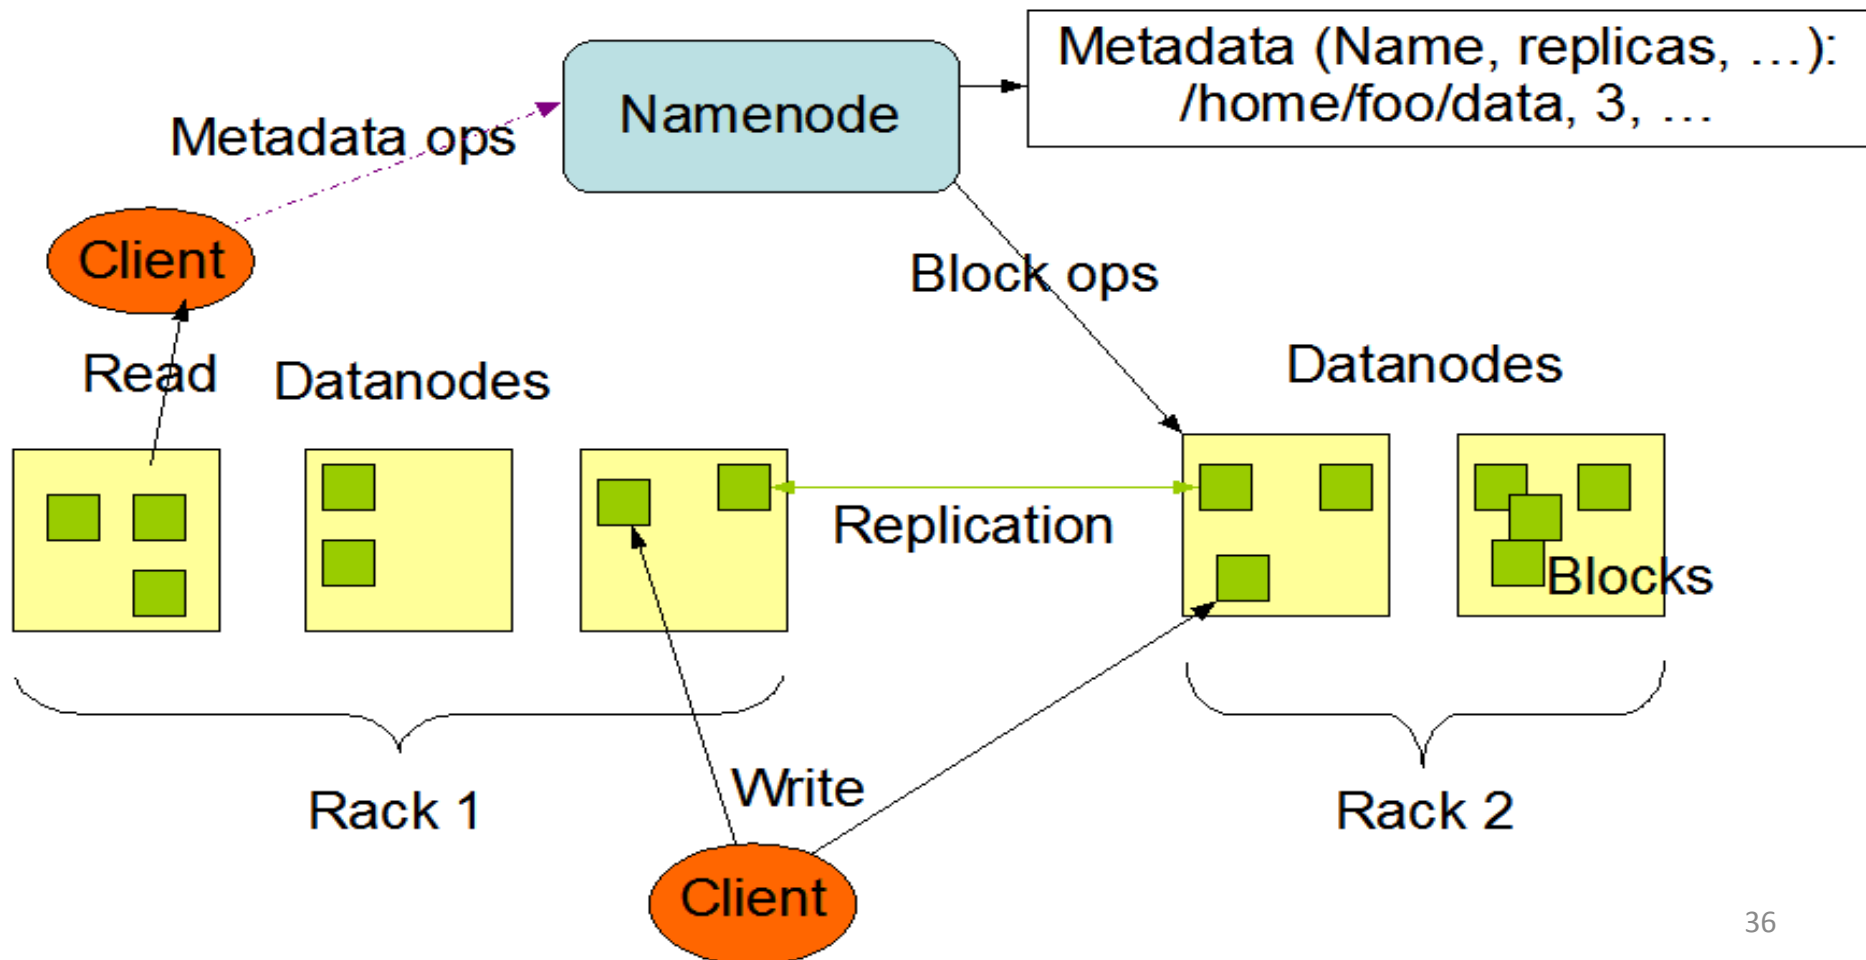 Metadata (Name, replicas, …):
/home/foo/data, 3, …
Namenode
Metadata ops
Client
Block ops
Read
Datanodes
Datanodes
Replication
Blocks
Rack 1
Write
Rack 2
Client
36